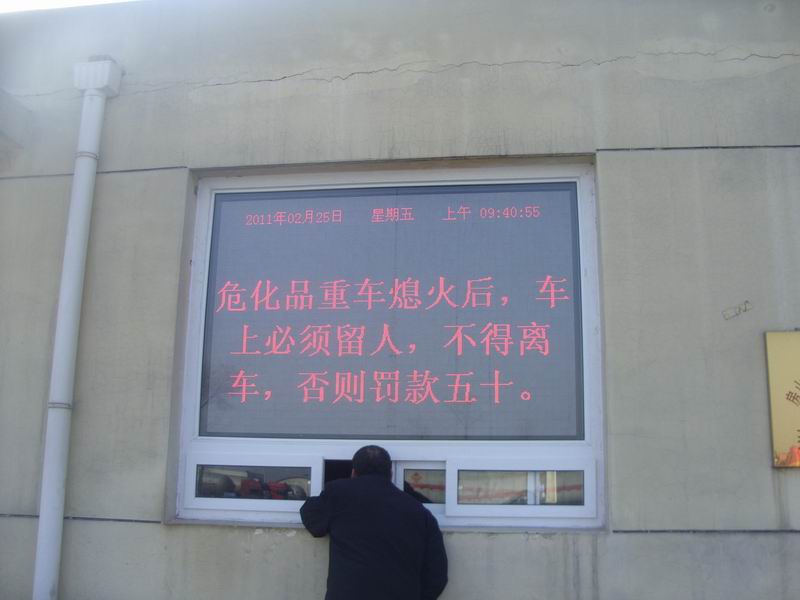 2011年02月25日 星期五 上午 09:40:55
危化品重车熄火后，车
上必须留人，不得离
车，否则罚款五十。